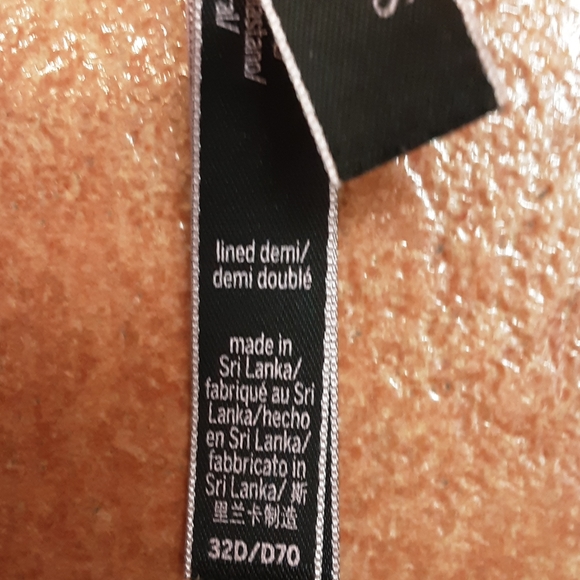 lined demi/
demi doublé
made in
Sri Lanka/
fabriqué au Sri
Lanka/hecho
en Sri Lanka/
fabbricato in
Sri Lanka/ 斯
里兰卡制造
32D/D70